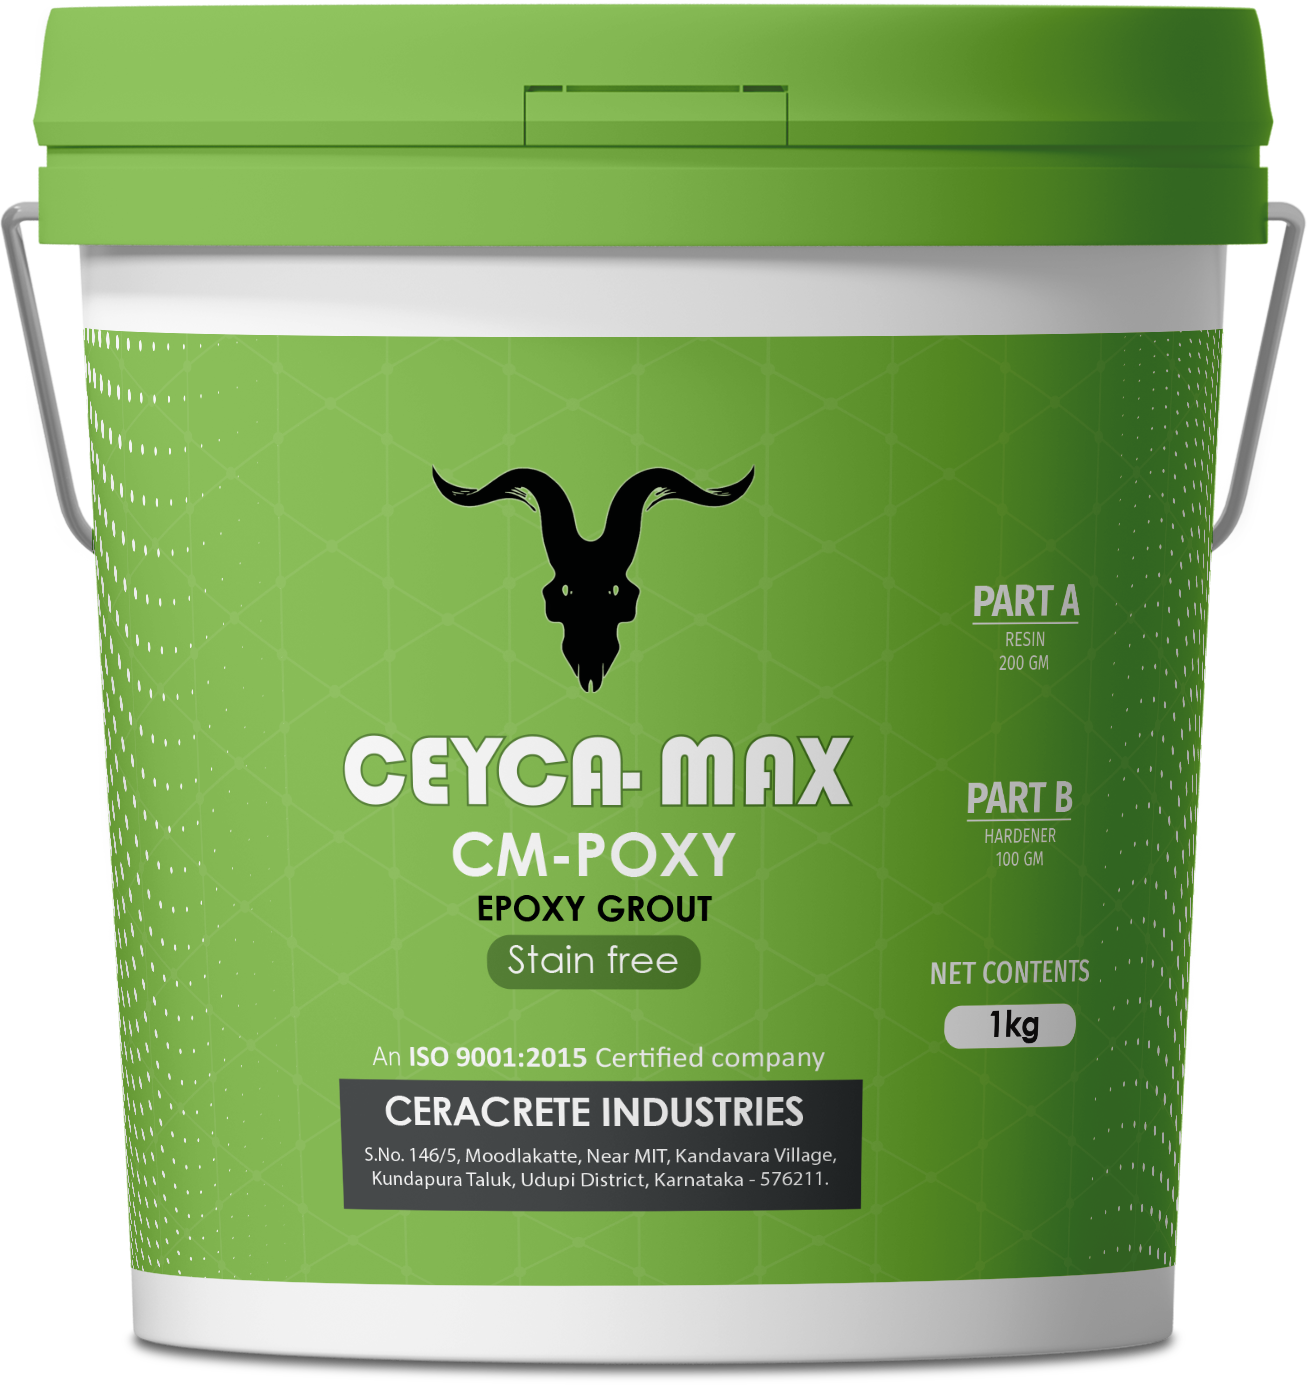 CEYCA-MAX
CM-POXY
EPOXY GROUT
Stain free
An ISO 9001:2015 Certified company
CERACRETE INDUSTRIES
S.No. 146/5, Moodlakatte, Near MIT, Kandavara Village,
Kundapura Taluk, Udupi District, Karnataka - 576211.
PART A
RESIN
200 GM
PART B
HARDENER
100 GM
NET CONTENTS
1kg